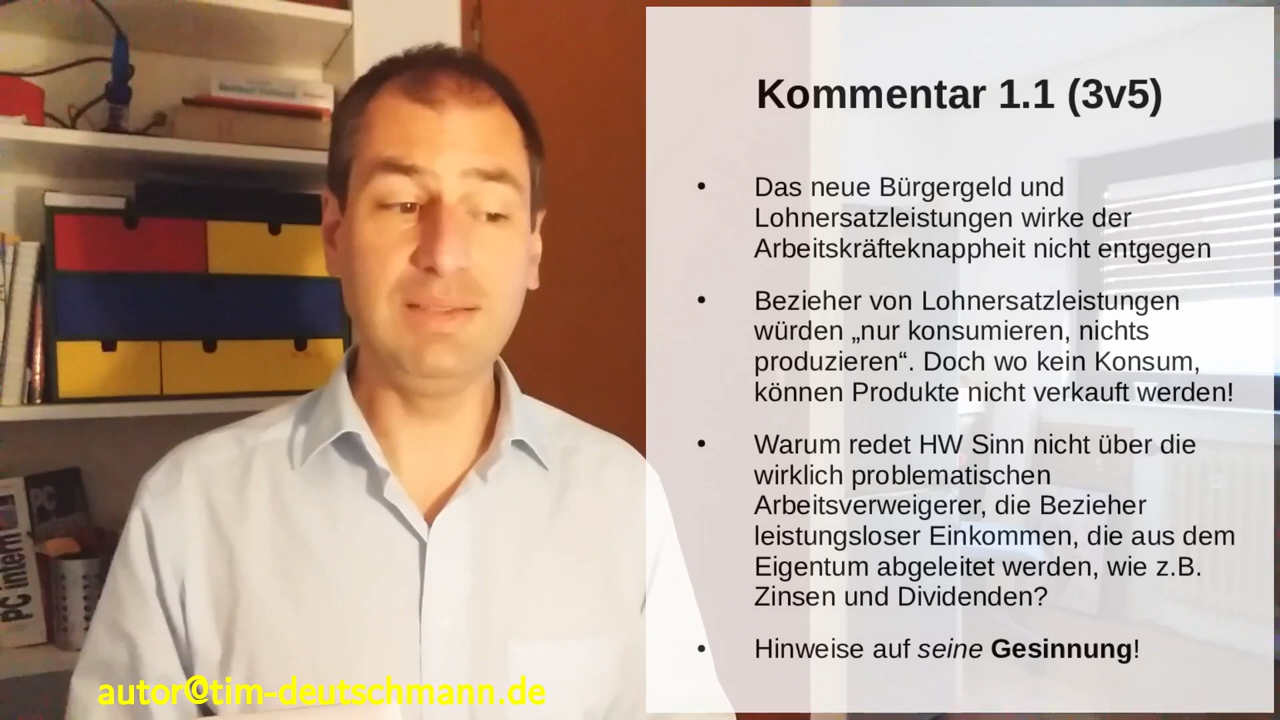 Kommentar 1.1 (3v5)
• Das neue Bürgergeld und
Lohnersatzleistungen wirke der
Arbeitskräfteknappheit nicht entgegen
• Bezieher von Lohnersatzleistungen
würden „nur konsumieren, nichts
produzieren“. Doch wo kein Konsum,
können Produkte nicht verkauft werden!
• Warum redet HW Sinn nicht über die
wirklich problematischen
Arbeitsverweigerer, die Bezieher
leistungsloser Einkommen, die aus dem
Eigentum abgeleitet werden, wie z.B.
Zinsen und Dividenden?
• Hinweise auf seine Gesinnung!
PC intern
PC
autor@tim-deutschmann.de